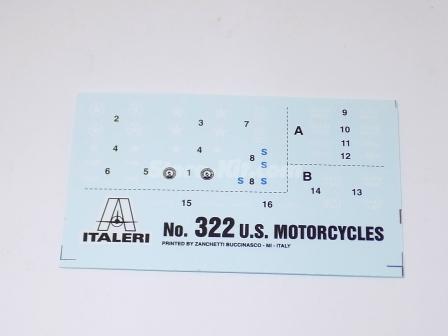 9
2 3 7 A 10
11
4 4 8 S 12
S
6 5 1 S 8 S B
14 13
15 16
ITALERI No. 322 U.S. MOTORCYCLES
PRINTED BY ZANCHETTI BUCCINASCO - MI - ITALY